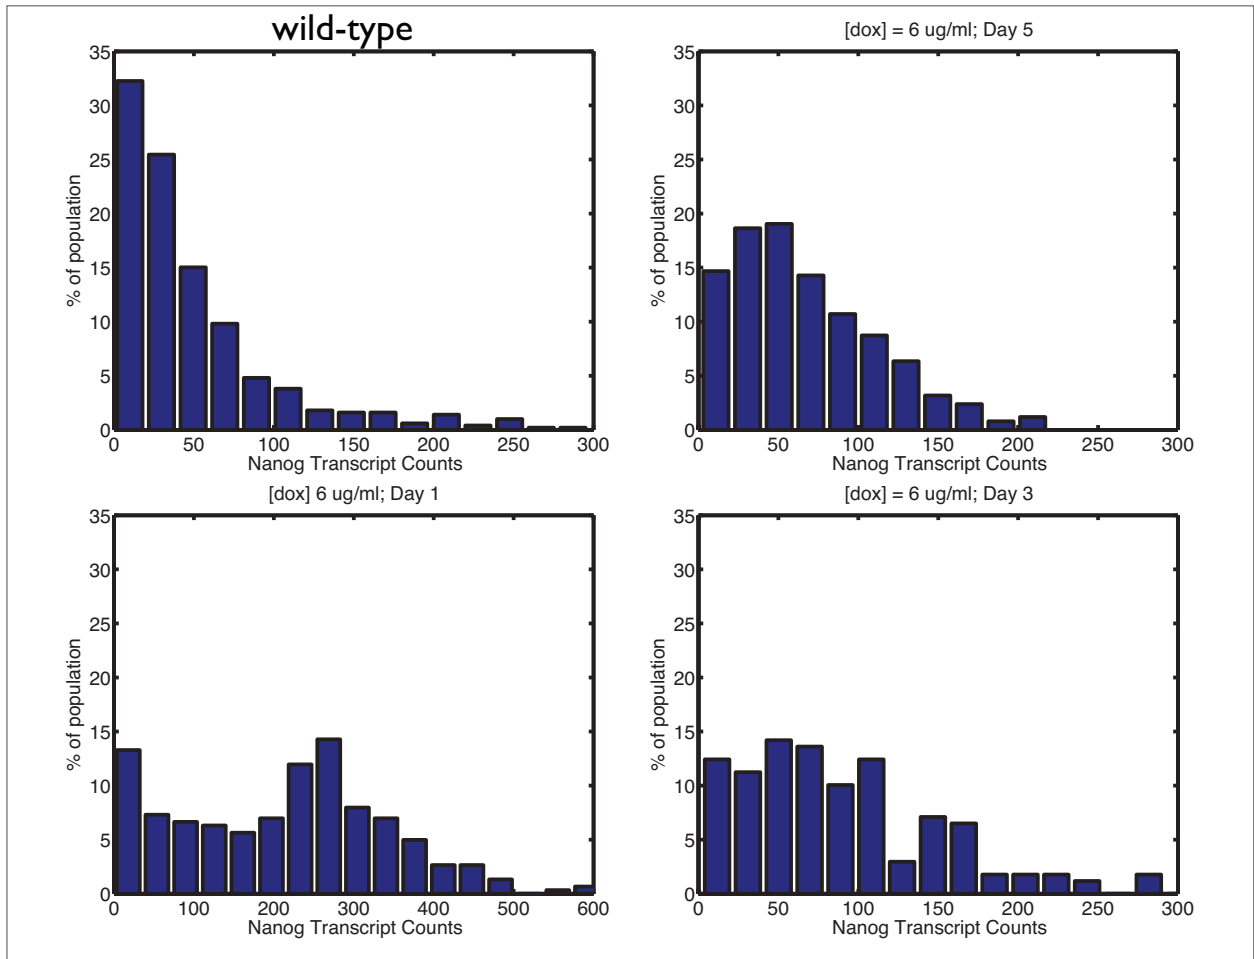 wild-type
35
30
25
20
15
10
5
0
% of population
0 50 100 150 200 250 300
Nanog Transcript Counts
[dox] = 6 ug/ml; Day 5
35
30
25
20
15
10
5
0
% of population
0 50 100 150 200 250 300
Nanog Transcript Counts
[dox] 6 ug/ml; Day 1
35
30
25
20
15
10
5
0
% of population
0 100 200 300 400 500 600
Nanog Transcript Counts
[dox] = 6 ug/ml; Day 3
35
30
25
20
15
10
5
0
% of population
0 50 100 150 200 250 300
Nanog Transcript Counts